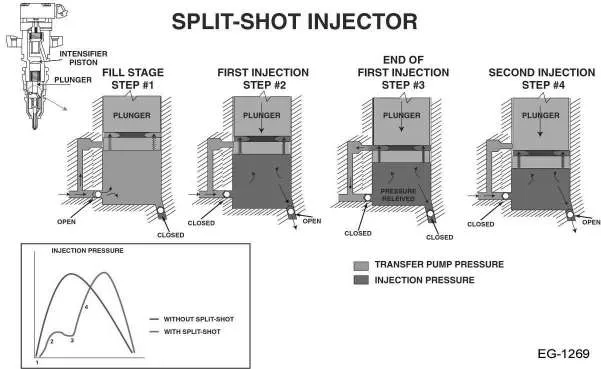 SPLIT-SHOT INJECTOR
INTENSIFIER
PISTON
PLUNGER
FILL STAGE
STEP #1
FIRST INJECTION
STEP #2
END OF
FIRST INJECTION
STEP #3
SECOND INJECTION
STEP #4
PLUNGER
PLUNGER
PLUNGER
PLUNGER
PRESSURE
RELEIVED
OPEN
CLOSED
CLOSED
OPEN
CLOSED
CLOSED
CLOSED
OPEN
INJECTION PRESSURE
1
2
3
4
WITHOUT SPLIT-SHOT
WITH SPLIT-SHOT
TRANSFER PUMP PRESSURE
INJECTION PRESSURE
EG-1269